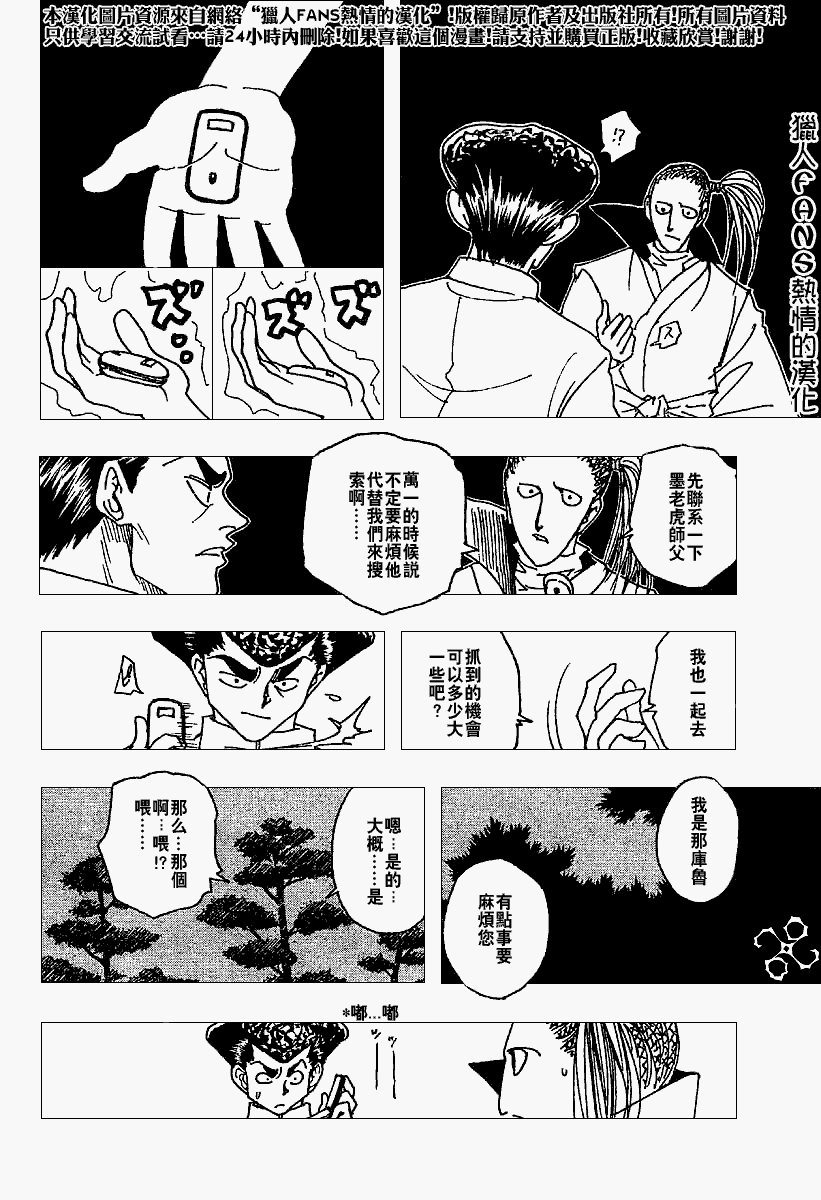 本漢化圖片資源來自網絡“獵人FANS熱情的漢化”!版權歸原作者及出版社所有!所有圖片資料
只供學習交流試看…請24小時內刪除!如果喜歡這個漫畫!請支持並購買正版!收藏欣賞!謝謝!
獵人FANS熱情的漢化
!?
ス
ズ
ズ
ズ
先聯系一下
墨老虎師父
萬一的時候說
不定要麻煩他
代替我們來搜
索啊……
我也一起去
抓到的機會
可以多少大
一些吧?
我是那庫魯
有點事要
麻煩您
嗯…是的…
大概……是
那么…那個
啊…喂!?
喂……
*嘟…嘟